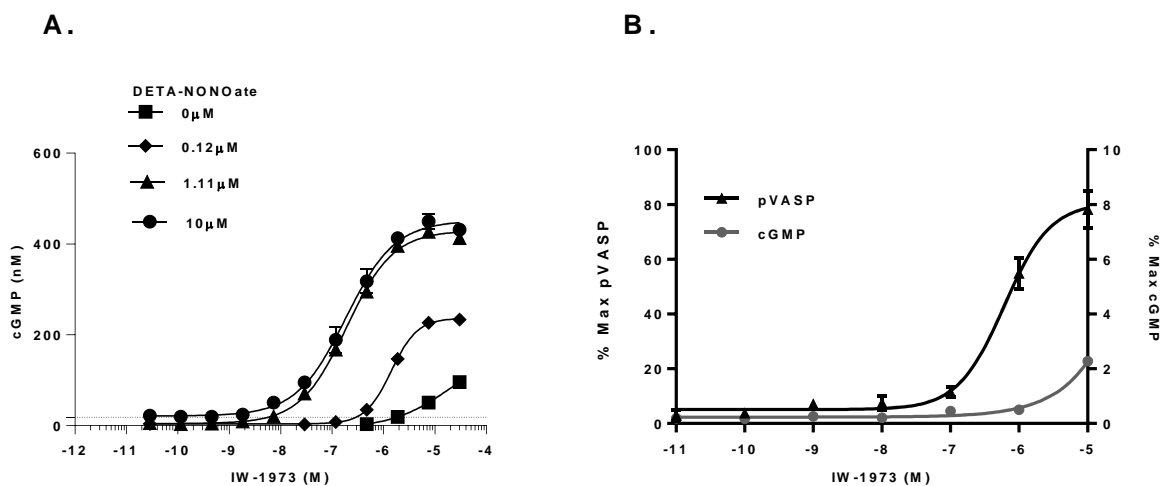 A.
DETA-NONOate
0μM
0.12μM
1.11μM
10μM
600
400
200
0
cGMP (nM)
-12 -11 -10 -9 -8 -7 -6 -5 -4
IW-1973 (M)
B.
pVASP
cGMP
100
80
60
40
20
0
% Max pVASP
10
8
6
4
2
0
% Max cGMP
-11 -10 -9 -8 -7 -6 -5
IW-1973 (M)